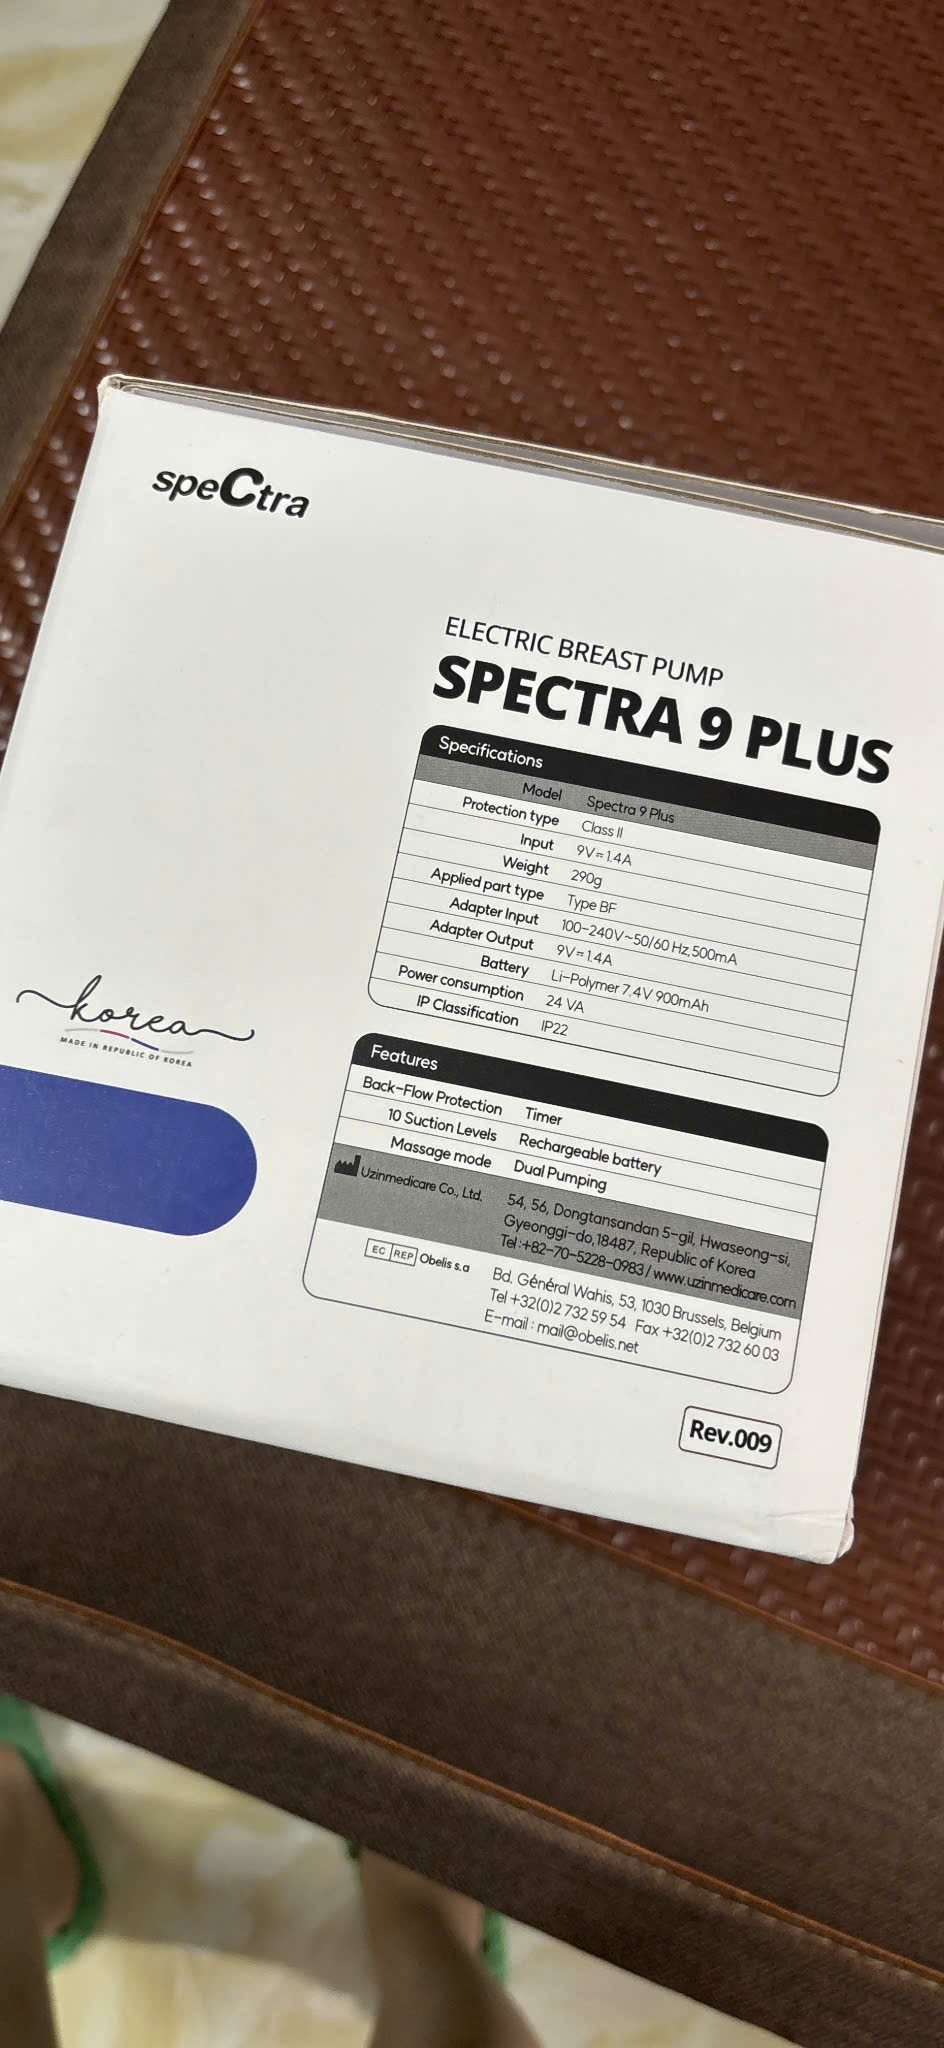 speCtra
ELECTRIC BREAST PUMP
SPECTRA 9 PLUS
Specifications
Model Spectra 9 Plus
Protection type Class II
Input 9V⎓1.4A
Weight 290g
Applied part type Type BF
Adapter Input 100-240V~50/60 Hz,500mA
Adapter Output 9V⎓1.4A
Battery Li-Polymer 7.4V 900mAh
Power consumption 24 VA
IP Classification IP22
korea
MADE IN REPUBLIC OF KOREA
Features
Back-Flow Protection Timer
10 Suction Levels Rechargeable battery
Massage mode Dual Pumping
Uzinmedicare Co., Ltd. 54, 56, Dongtansandan 5-gil, Hwaseong-si,
Gyeonggi-do,18487, Republic of Korea
Tel:+82-70-5228-0983 / www.uzinmedicare.com
EC REP Obelis s.a Bd. Général Wahis, 53, 1030 Brussels, Belgium
Tel +32(0)2 732 59 54 Fax +32(0)2 732 60 03
E-mail : mail@obelis.net
Rev.009